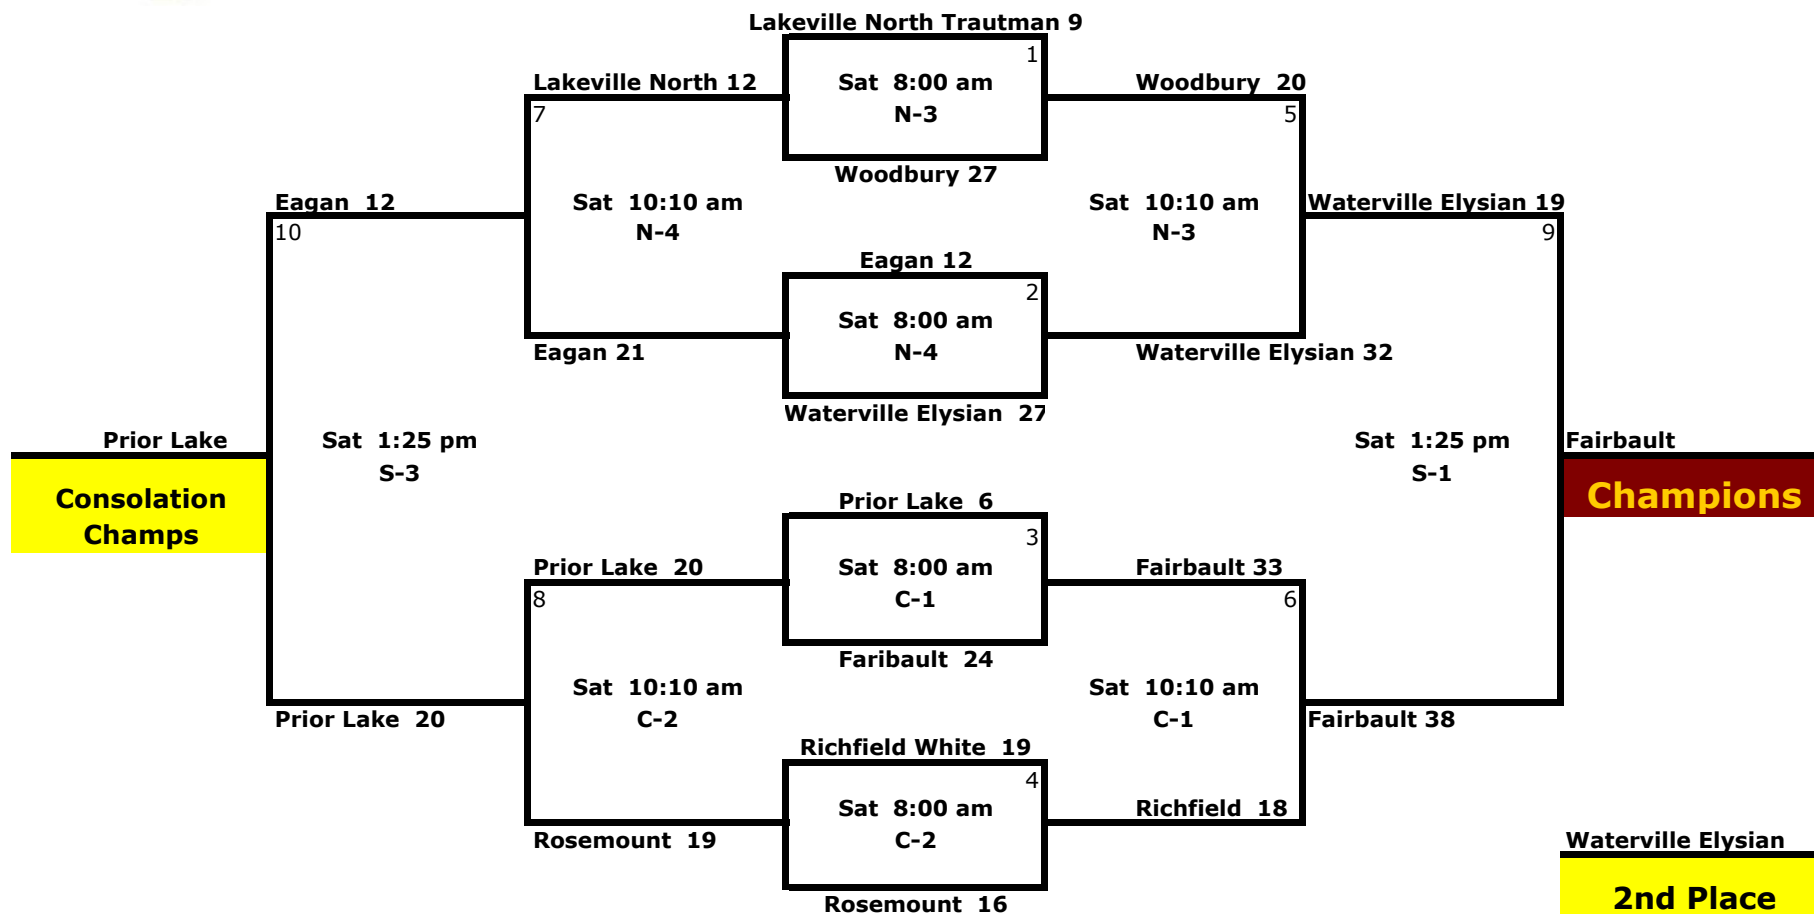 Lakeville North Trautman 9
1
Lakeville North 12
Sat 8:00 am
Woodbury 20
7
N-3
5
Woodbury 27
Eagan 12
Sat 10:10 am
Sat 10:10 am
Waterville Elysian 19
10
N-4
N-3
9
Eagan 12
2
Sat 8:00 am
Eagan 21
N-4
Waterville Elysian 32
Waterville Elysian 27
Prior Lake
Sat 1:25 pm
Sat 1:25 pm
Fairbault
S-3
S-1
Consolation
Champs
Prior Lake 6
Champions
3
Prior Lake 20
Sat 8:00 am
Fairbault 33
8
C-1
6
Faribault 24
Sat 10:10 am
Sat 10:10 am
Prior Lake 20
C-2
C-1
Fairbault 38
Richfield White 19
4
Sat 8:00 am
Richfield 18
Rosemount 19
C-2
Waterville Elysian
Rosemount 16
2nd Place